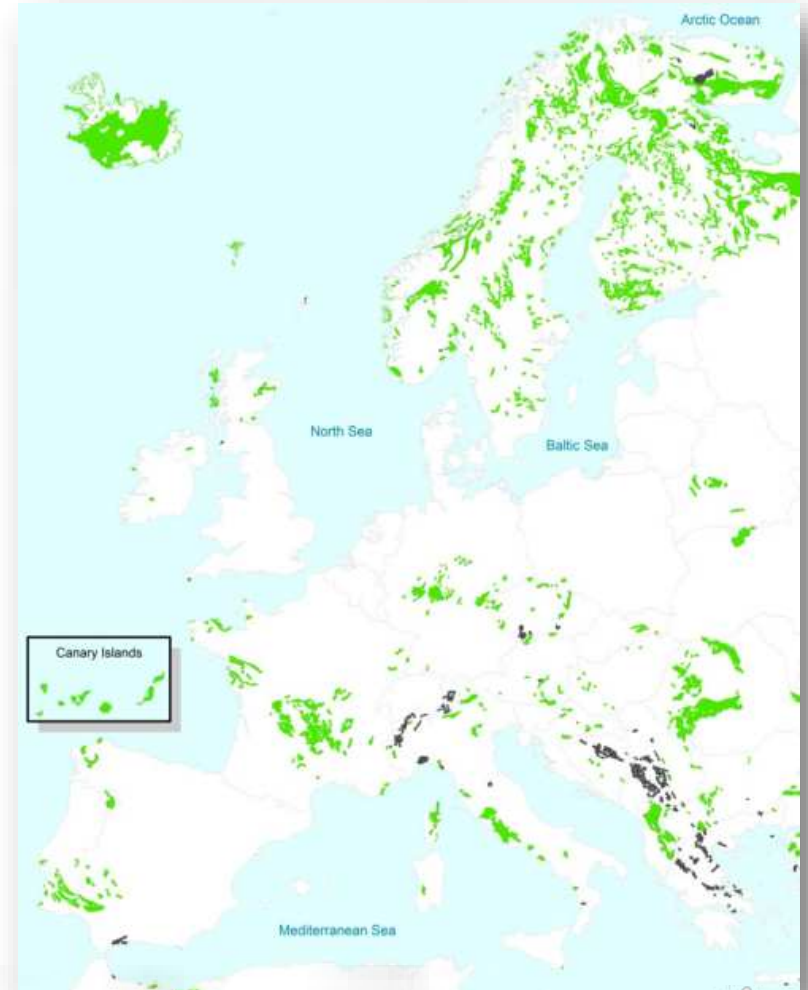 Arctic Ocean
North Sea
Baltic Sea
Canary Islands
Mediterranean Sea